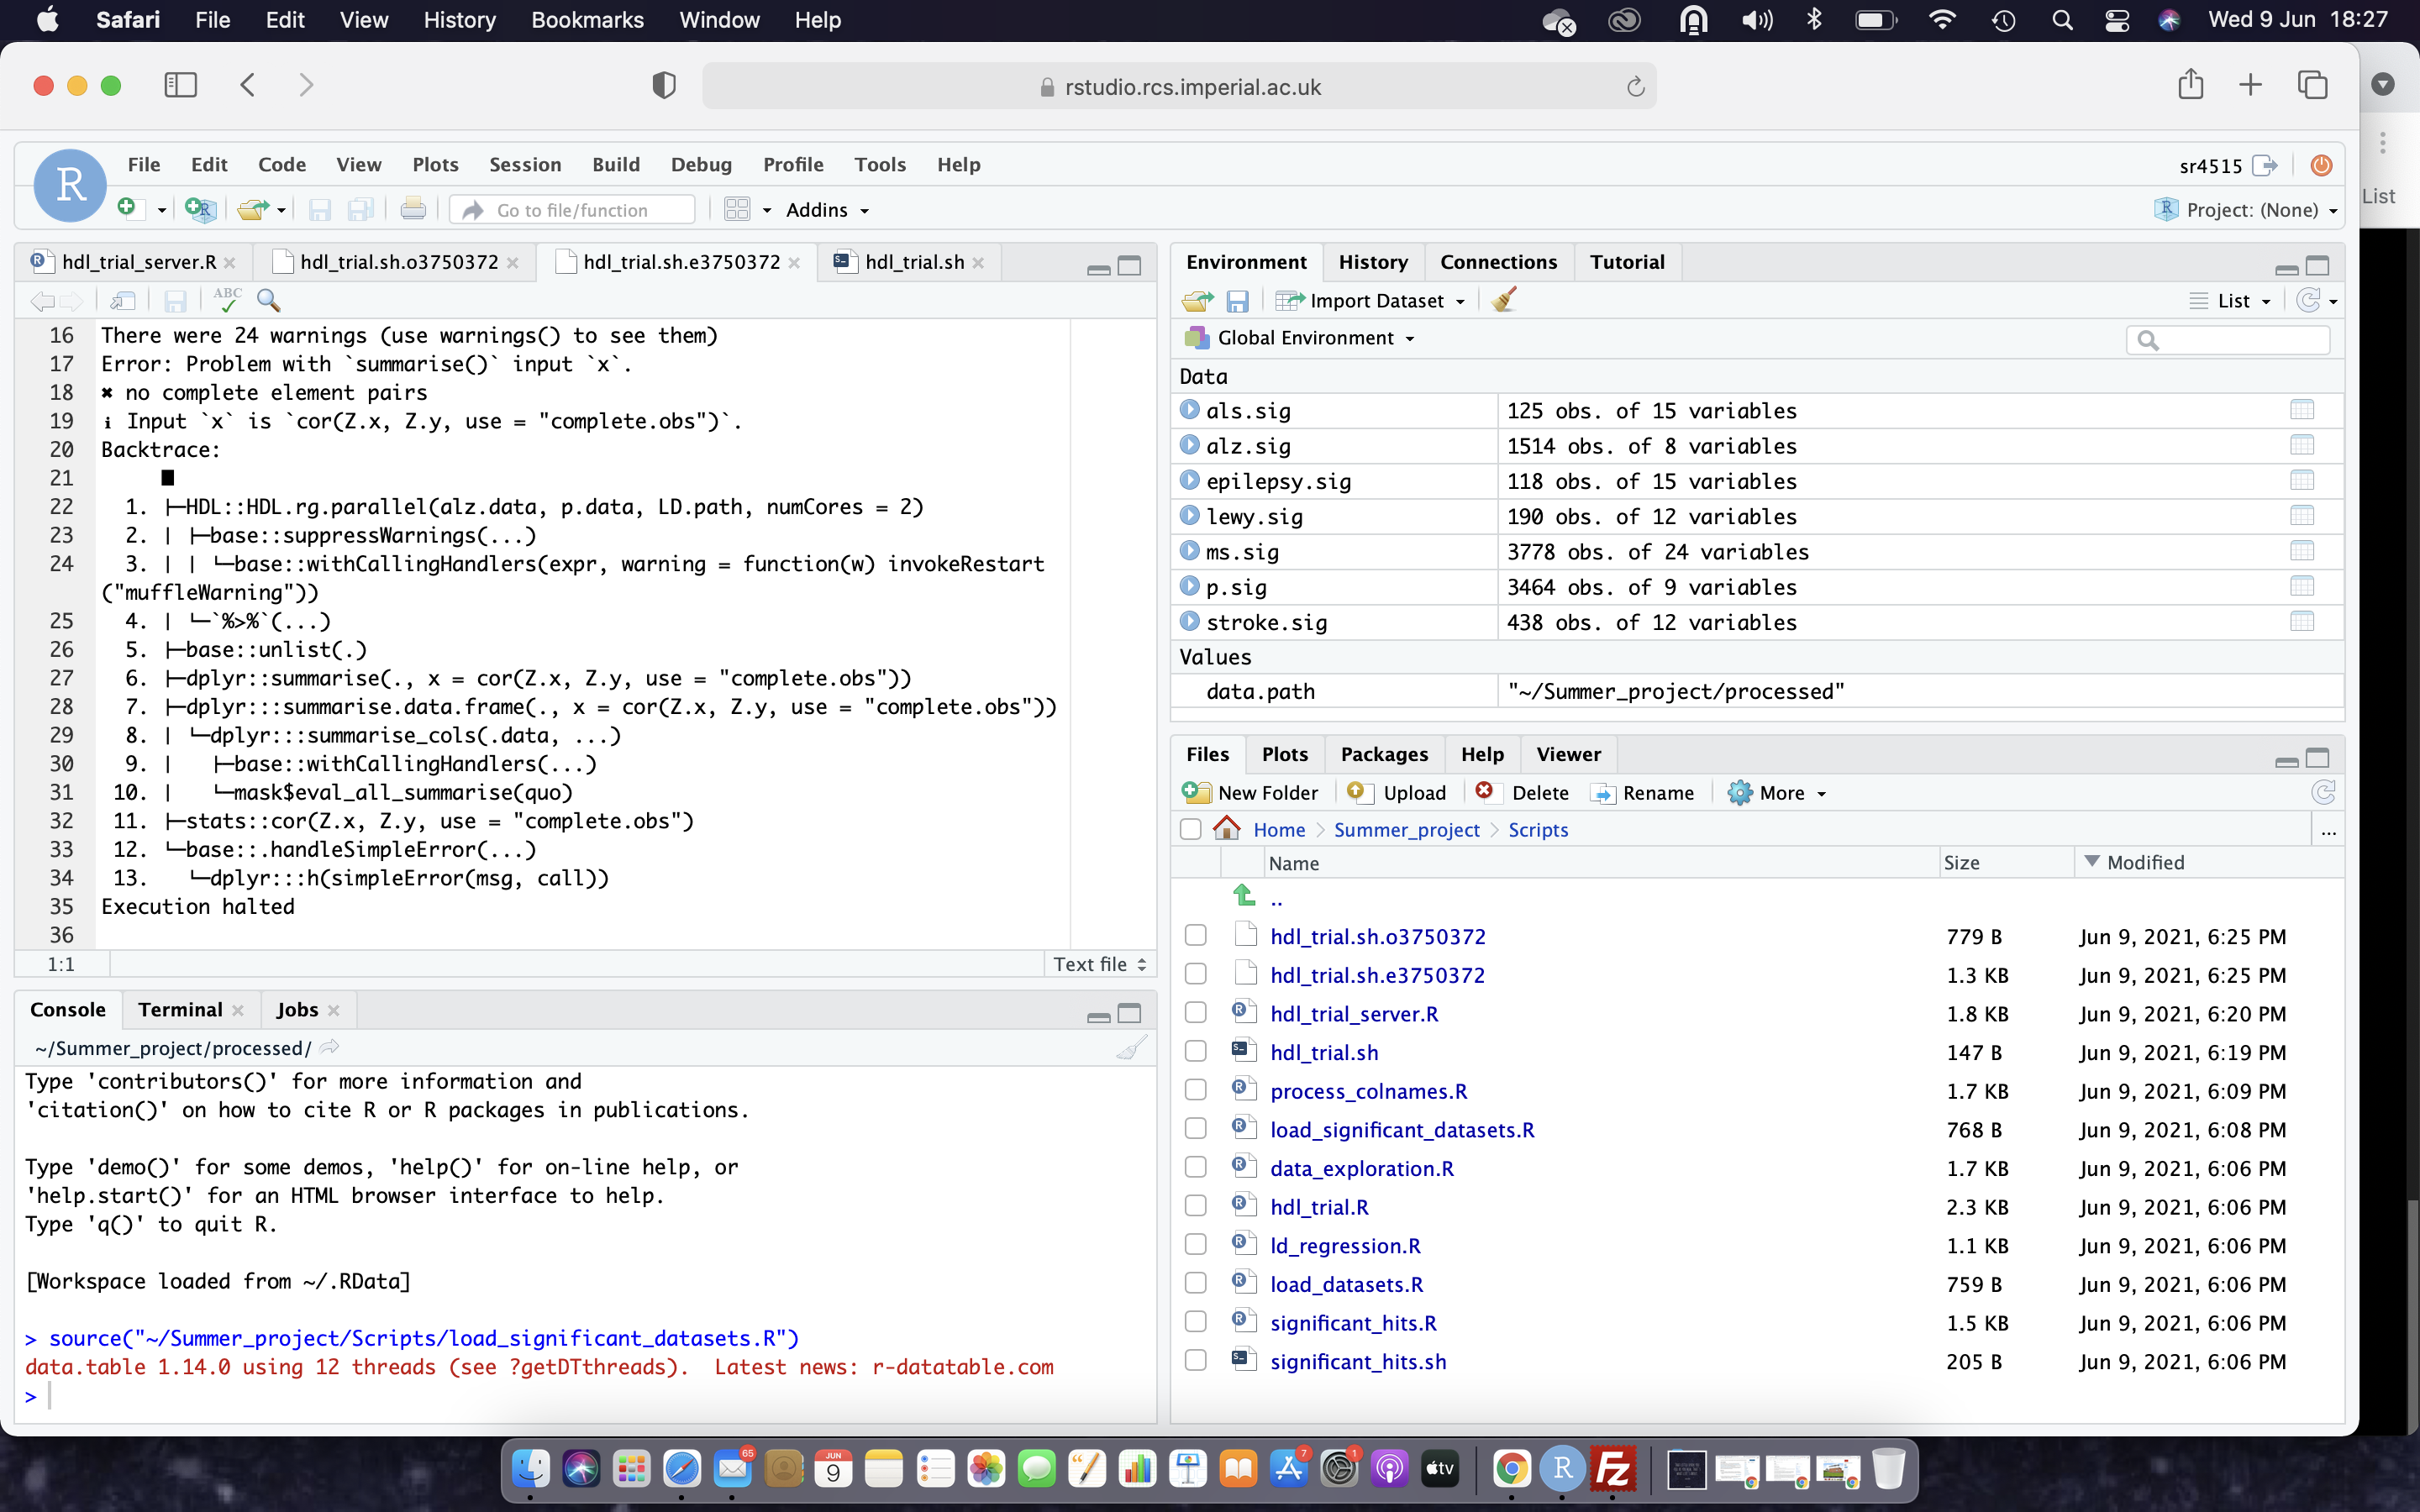 Safari File Edit View History Bookmarks Window Help Wed 9 Jun 18:27
rstudio.rcs.imperial.ac.uk
R File Edit Code View Plots Session Build Debug Profile Tools Help sr4515
Go to file/function Addins Project: (None)
List
hdl_trial_server.R hdl_trial.sh.o3750372 hdl_trial.sh.e3750372 hdl_trial.sh
ABC
16 There were 24 warnings (use warnings() to see them)
17 Error: Problem with `summarise()` input `x`.
18 ✖ no complete element pairs
19 ℹ Input `x` is `cor(Z.x, Z.y, use = "complete.obs")`.
20 Backtrace:
21 █
22 1. ├─HDL::HDL.rg.parallel(alz.data, p.data, LD.path, numCores = 2)
23 2. | ├─base::suppressWarnings(...)
24 3. | | └─base::withCallingHandlers(expr, warning = function(w) invokeRestart
("muffleWarning"))
25 4. | └─`%>%`(...)
26 5. ├─base::unlist(.)
27 6. ├─dplyr::summarise(., x = cor(Z.x, Z.y, use = "complete.obs"))
28 7. ├─dplyr:::summarise.data.frame(., x = cor(Z.x, Z.y, use = "complete.obs"))
29 8. | └─dplyr:::summarise_cols(.data, ...)
30 9. | ├─base::withCallingHandlers(...)
31 10. | └─mask$eval_all_summarise(quo)
32 11. ├─stats::cor(Z.x, Z.y, use = "complete.obs")
33 12. └─base::.handleSimpleError(...)
34 13. └─dplyr:::h(simpleError(msg, call))
35 Execution halted
36
1:1 Text file
Console Terminal Jobs
~/Summer_project/processed/
Type 'contributors()' for more information and
'citation()' on how to cite R or R packages in publications.
Type 'demo()' for some demos, 'help()' for on-line help, or
'help.start()' for an HTML browser interface to help.
Type 'q()' to quit R.
[Workspace loaded from ~/.RData]
> source("~/Summer_project/Scripts/load_significant_datasets.R")
data.table 1.14.0 using 12 threads (see ?getDTthreads).  Latest news: r-datatable.com
>
Environment History Connections Tutorial
Import Dataset List
Global Environment
Data
als.sig 125 obs. of 15 variables
alz.sig 1514 obs. of 8 variables
epilepsy.sig 118 obs. of 15 variables
lewy.sig 190 obs. of 12 variables
ms.sig 3778 obs. of 24 variables
p.sig 3464 obs. of 9 variables
stroke.sig 438 obs. of 12 variables
Values
data.path "~/Summer_project/processed"
Files Plots Packages Help Viewer
New Folder Upload Delete Rename More
Home Summer_project Scripts ...
Name Size Modified
..
hdl_trial.sh.o3750372 779 B Jun 9, 2021, 6:25 PM
hdl_trial.sh.e3750372 1.3 KB Jun 9, 2021, 6:25 PM
hdl_trial_server.R 1.8 KB Jun 9, 2021, 6:20 PM
hdl_trial.sh 147 B Jun 9, 2021, 6:19 PM
process_colnames.R 1.7 KB Jun 9, 2021, 6:09 PM
load_significant_datasets.R 768 B Jun 9, 2021, 6:08 PM
data_exploration.R 1.7 KB Jun 9, 2021, 6:06 PM
hdl_trial.R 2.3 KB Jun 9, 2021, 6:06 PM
ld_regression.R 1.1 KB Jun 9, 2021, 6:06 PM
load_datasets.R 759 B Jun 9, 2021, 6:06 PM
significant_hits.R 1.5 KB Jun 9, 2021, 6:06 PM
significant_hits.sh 205 B Jun 9, 2021, 6:06 PM
65 JUN 9 7 1 tv R Fz